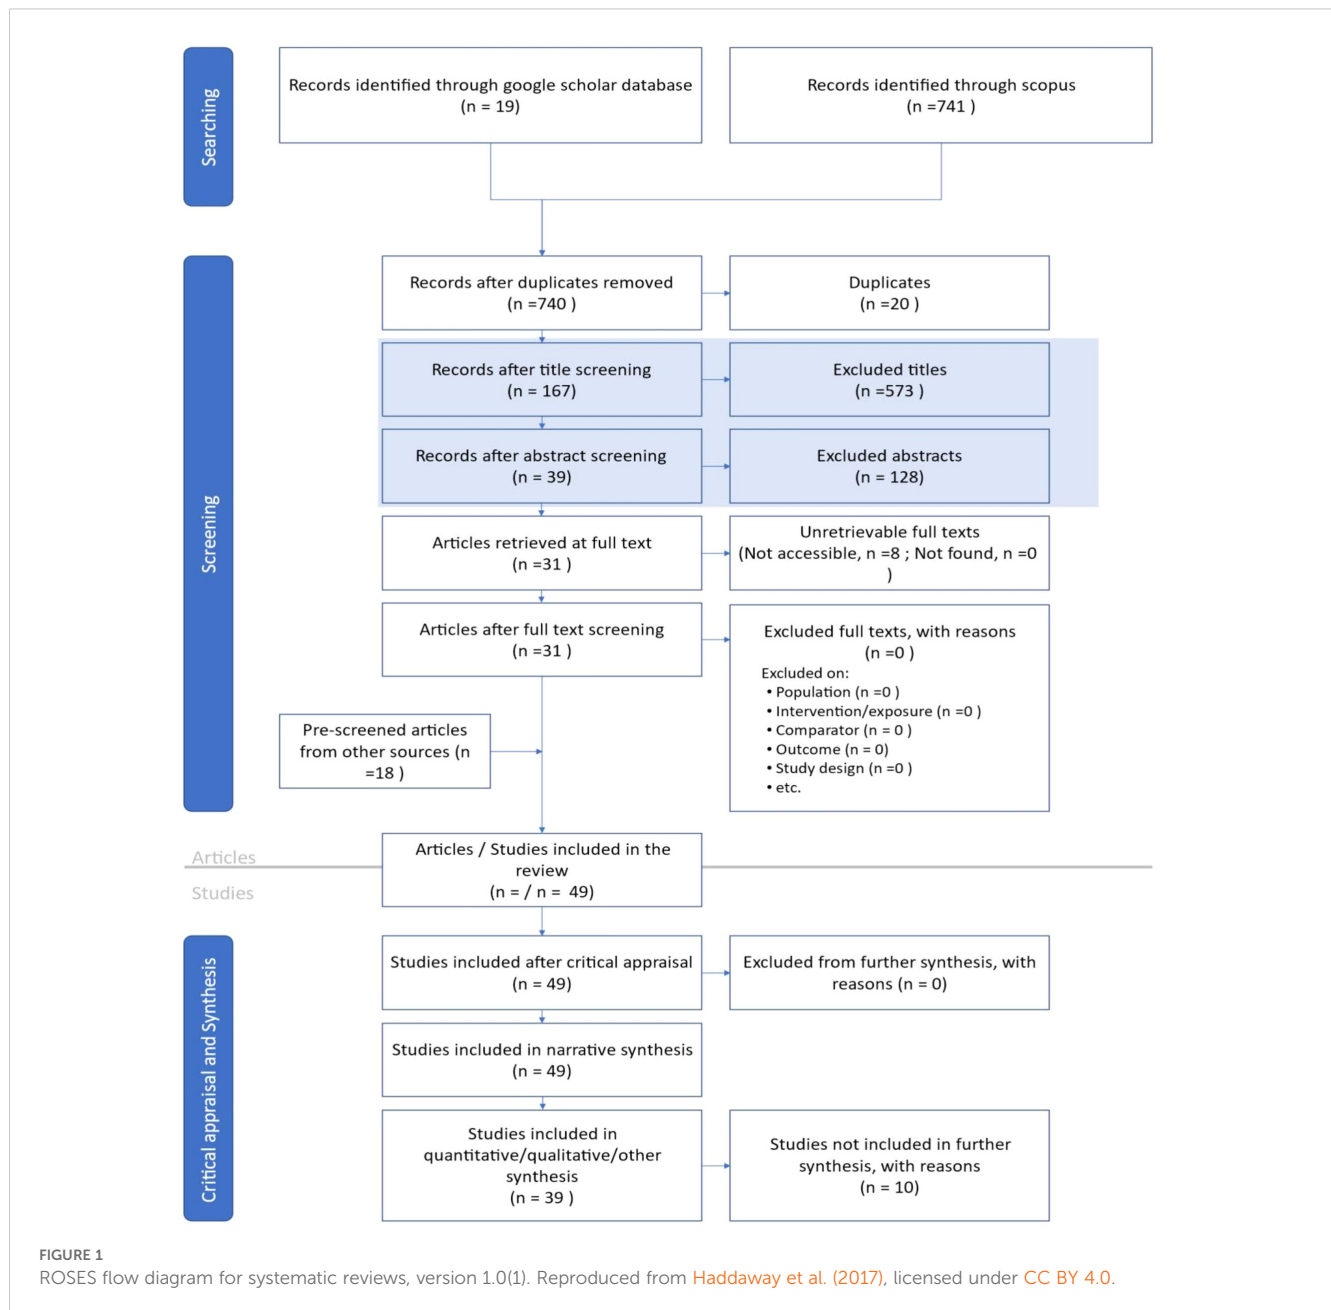 Searching
Records identified through google scholar database
(n = 19)
Records identified through scopus
(n =741 )
Screening
Records after duplicates removed
(n =740 )
Duplicates
(n =20 )
Records after title screening
(n = 167)
Excluded titles
(n =573 )
Records after abstract screening
(n = 39)
Excluded abstracts
(n = 128)
Articles retrieved at full text
(n =31 )
Unretrievable full texts
(Not accessible, n =8 ; Not found, n =0
)
Articles after full text screening
(n =31 )
Excluded full texts, with reasons
(n =0 )
Excluded on:
• Population (n =0 )
• Intervention/exposure (n =0 )
• Comparator (n = 0 )
• Outcome (n = 0)
• Study design (n =0 )
• etc.
Pre-screened articles
from other sources (n
=18 )
Articles
Studies
Articles / Studies included in the
review
(n = / n =  49)
Critical appraisal and Synthesis
Studies included after critical appraisal
(n = 49)
Excluded from further synthesis, with
reasons (n = 0)
Studies included in narrative synthesis
(n = 49)
Studies included in
quantitative/qualitative/other
synthesis
(n = 39 )
Studies not included in further
synthesis, with reasons
(n = 10)
FIGURE 1
ROSES flow diagram for systematic reviews, version 1.0(1). Reproduced from Haddaway et al. (2017), licensed under CC BY 4.0.